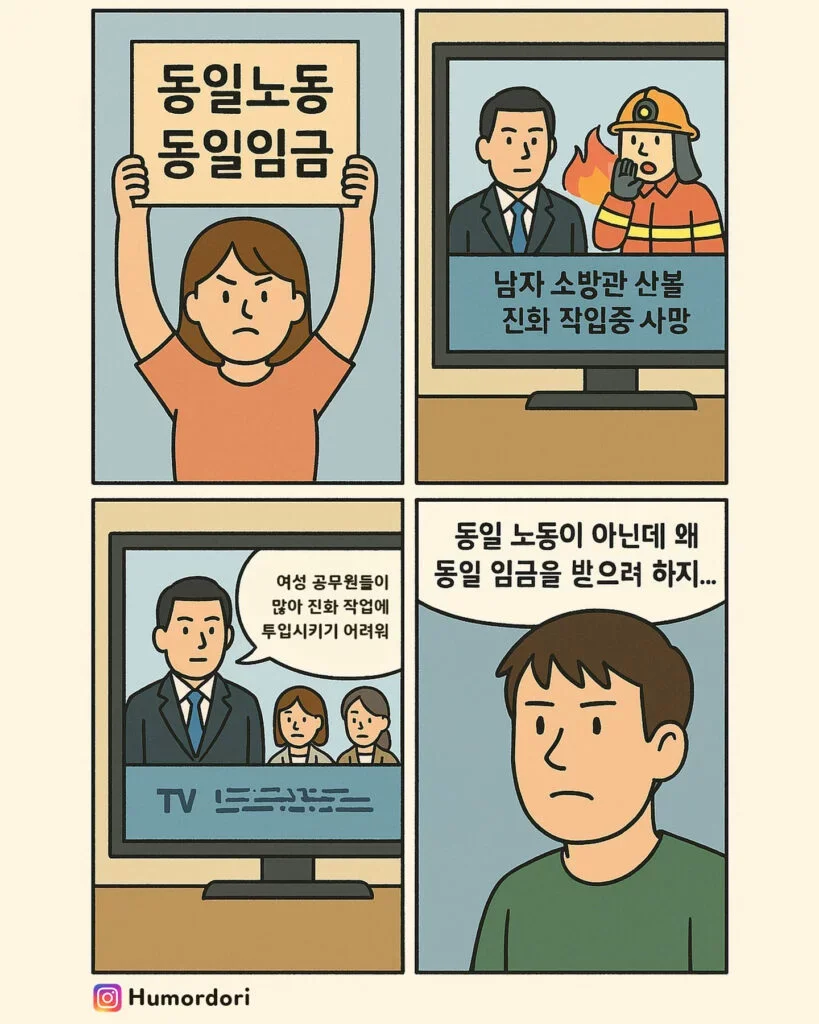 동일노동
동일임금
남자 소방관 산볼
진화 작입중 사망
여성 공무원들이
많아 진화 작업에
투입시키기 어려워
TV
동일 노동이 아닌데 왜
동일 임금을 받으려 하지...
Humordori